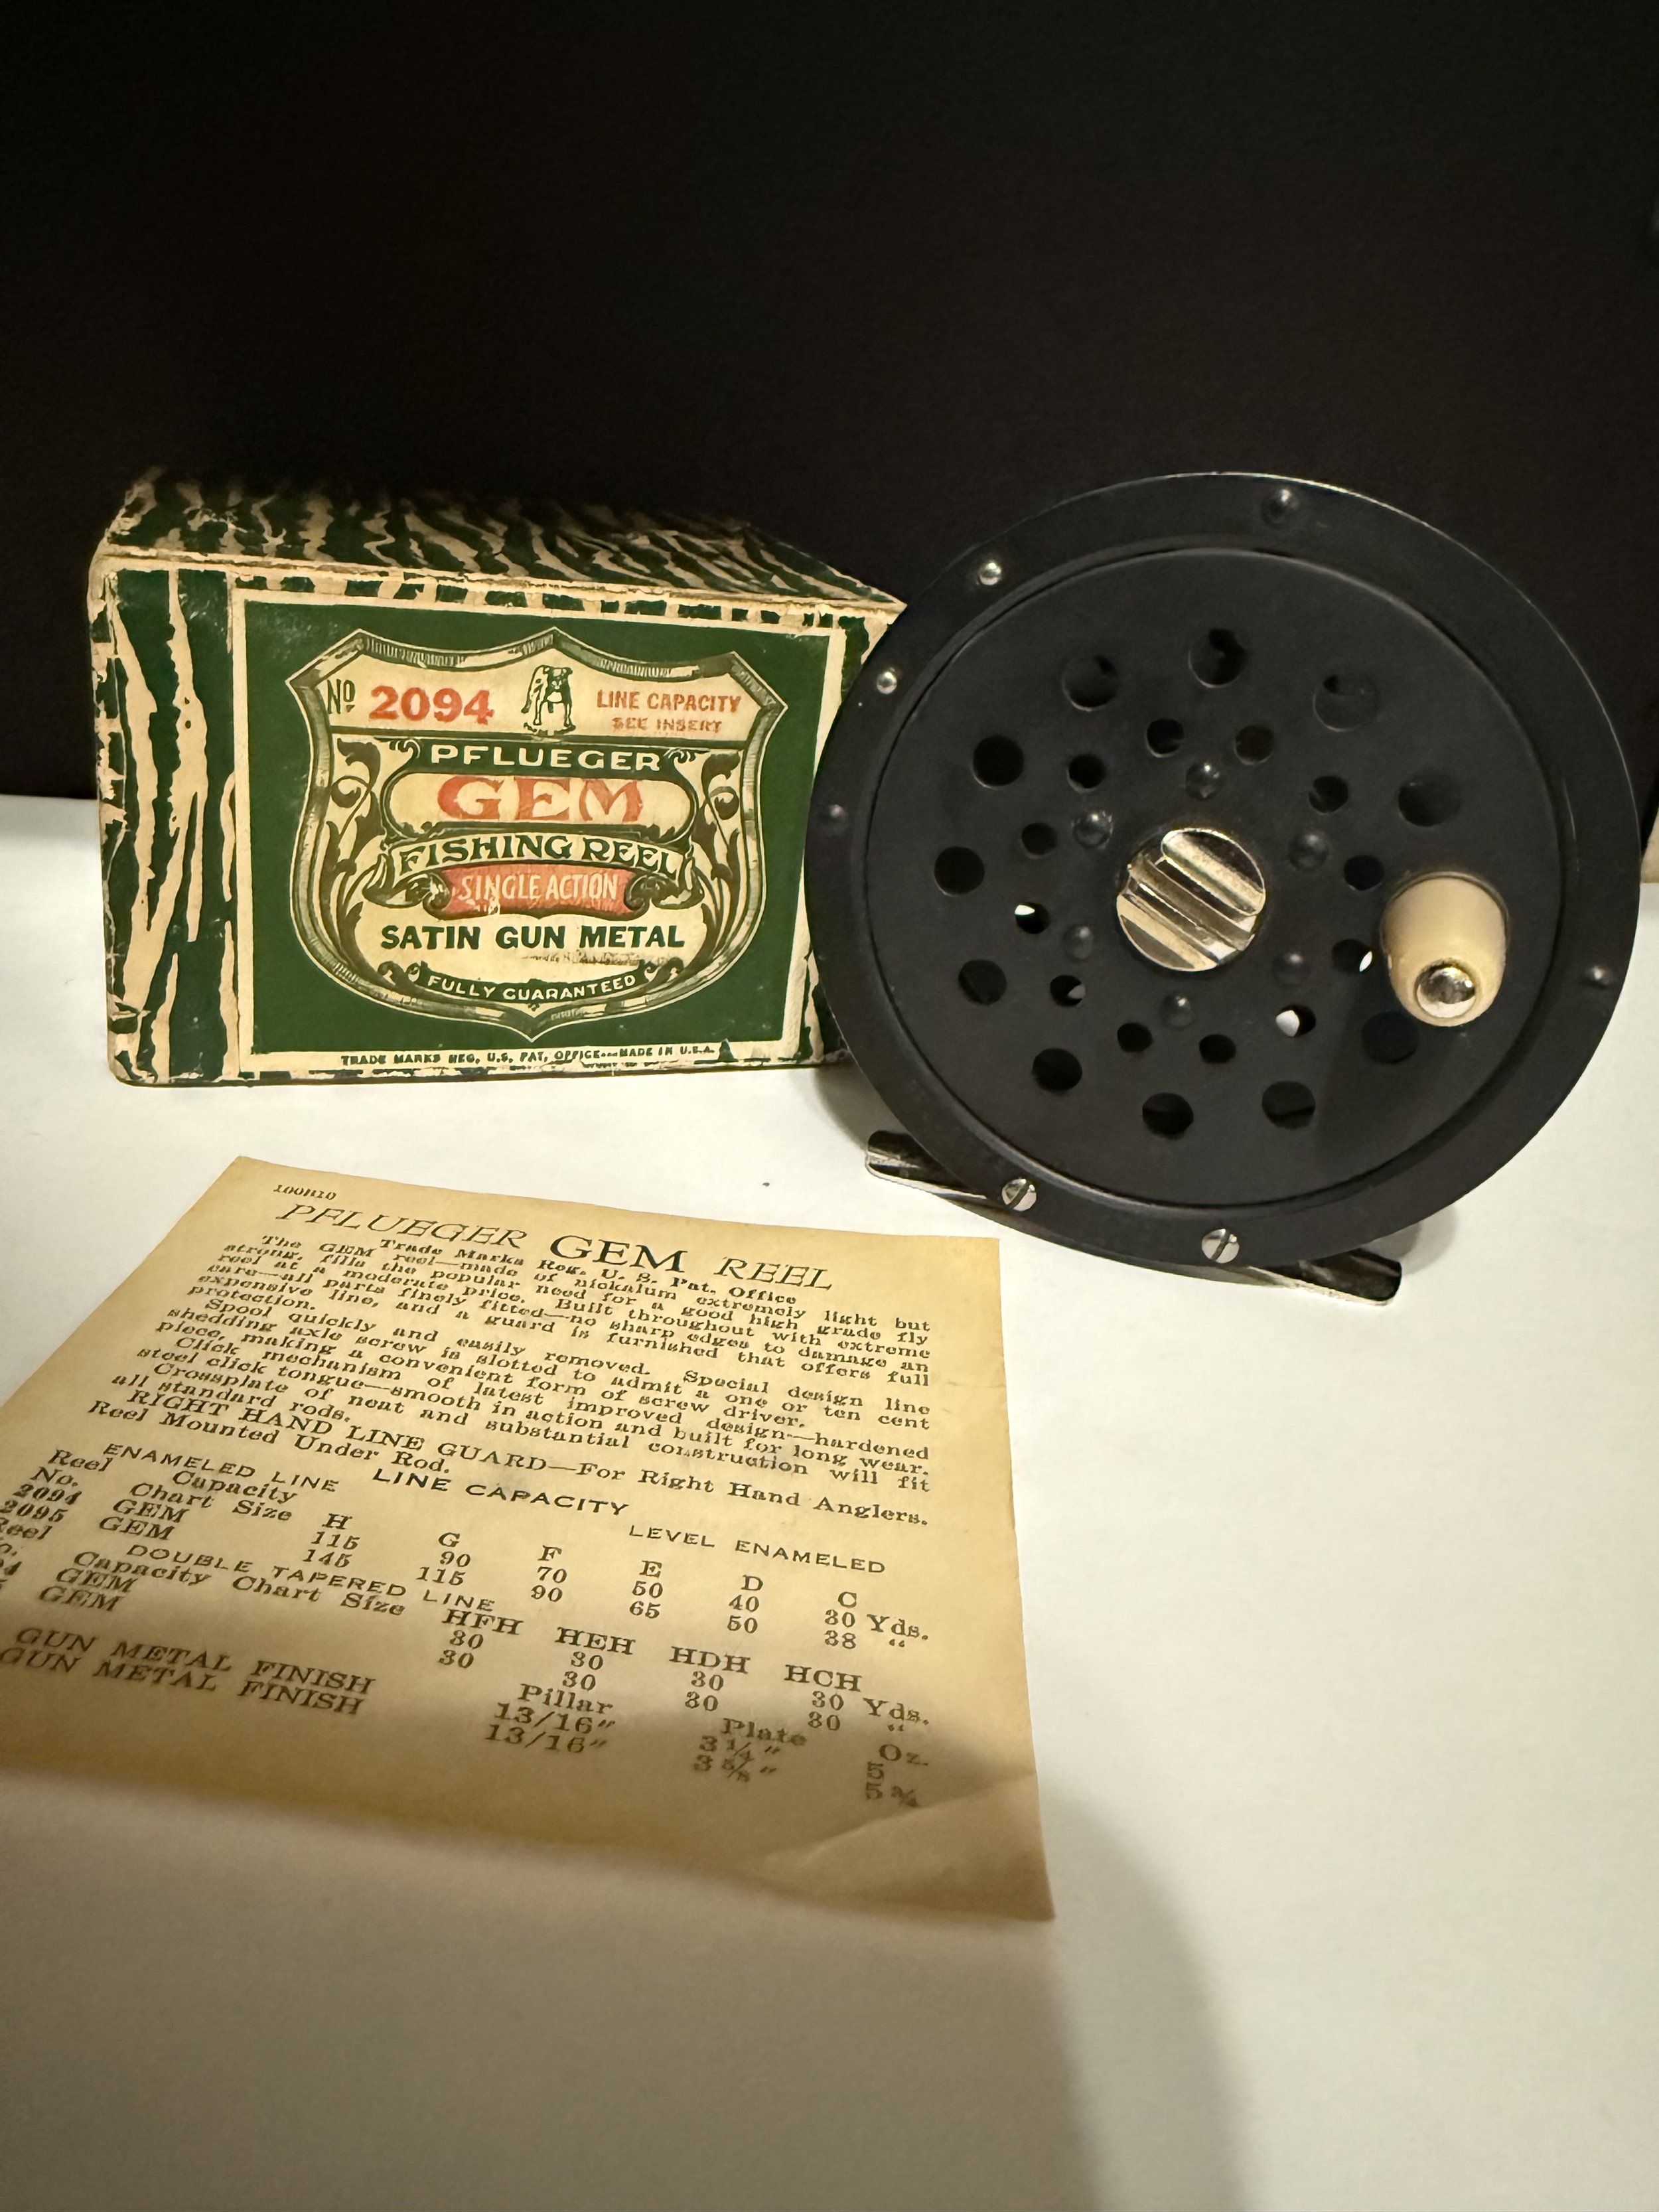 No 2094
LINE CAPACITY
SEE INSERT
PFLUEGER
GEM
FISHING REEL
SINGLE ACTION
SATIN GUN METAL
FULLY GUARANTEED
TRADE MARKS REG. U.S. PAT. OFFICE---MADE IN U.S.A.
100H10
PFLUEGER GEM REEL
Trade Marks Reg. U. S. Pat. Office
The GEM reel—made of nickalum extremely light but
strong, fills the popular need for a good high grade fly
reel at a moderate price. Built throughout with extreme
care—all parts finely fitted—no sharp edges to damage an
expensive line, and a guard is furnished that offers full
protection.
Spool quickly and easily removed. Special design line
shedding axle screw is slotted to admit a one or ten cent
piece, making a convenient form of screw driver.
Click mechanism of latest improved design—hardened
steel click tongue—smooth in action and built for long wear.
Crossplate of neat and substantial construction will fit
all standard rods.
RIGHT HAND LINE GUARD—For Right Hand Anglers.
Reel Mounted Under Rod.
LINE CAPACITY
ENAMELED LINE LEVEL ENAMELED
Reel Capacity
No. Chart Size H G F E D C
2094 GEM 115 90 70 50 40 30 Yds.
2095 GEM 145 115 90 65 50 38 "
DOUBLE TAPERED LINE
Reel Capacity Chart Size HFH HEH HDH HCH
GEM 30 30 30 30 Yds.
GEM 30 30 30 30 "
Pillar Plate Oz.
GUN METAL FINISH 13/16" 3 1/4" 5
GUN METAL FINISH 13/16" 3 5/8" 5 3/4